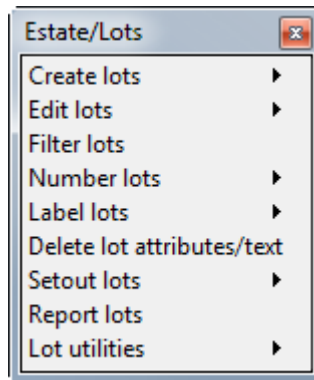 Estate/Lots
Create lots
Edit lots
Filter lots
Number lots
Label lots
Delete lot attributes/text
Setout lots
Report lots
Lot utilities